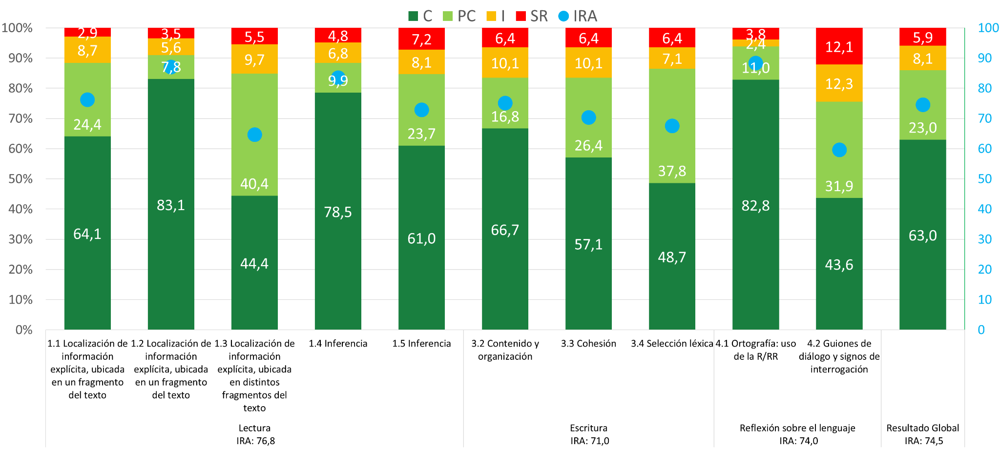 C PC I SR IRA
100%
90%
80%
70%
60%
50%
40%
30%
20%
10%
0%
100
90
80
70
60
50
40
30
20
10
0
2,9 3,5 5,5 4,8 7,2 6,4 6,4 6,4 3,8 12,1 5,9
8,7 5,6 9,7 6,8 8,1 10,1 10,1 7,1 2,4 12,3 8,1
24,4 7,8 40,4 9,9 23,7 16,8 26,4 37,8 11,0 31,9 23,0
64,1 83,1 44,4 78,5 61,0 66,7 57,1 48,7 82,8 43,6 63,0
1.1 Localización de
información
explícita, ubicada
en un fragmento
del texto
1.2 Localización de
información
explícita, ubicada
en un fragmento
del texto
1.3 Localización de
información
explícita, ubicada
en distintos
fragmentos del
texto
1.4 Inferencia
1.5 Inferencia
3.2 Contenido y
organización
3.3 Cohesión
3.4 Selección léxica
4.1 Ortografía: uso
de la R/RR
4.2 Guiones de
diálogo y signos de
interrogación
Lectura
IRA: 76,8
Escritura
IRA: 71,0
Reflexión sobre el lenguaje
IRA: 74,0
Resultado Global
IRA: 74,5